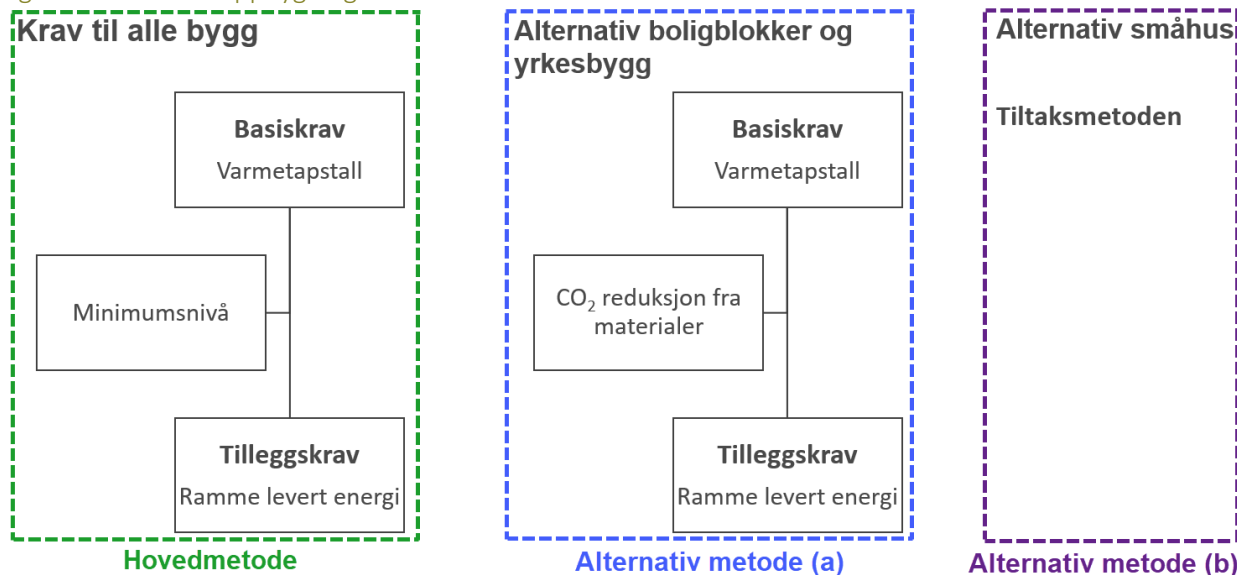 Krav til alle bygg
Basiskrav
Varmetapstall
Minimumsnivå
Tilleggskrav
Ramme levert energi
Hovedmetode
Alternativ boligblokker og
yrkesbygg
Basiskrav
Varmetapstall
CO₂ reduksjon fra
materialer
Tilleggskrav
Ramme levert energi
Alternativ metode (a)
Alternativ småhus
Tiltaksmetoden
Alternativ metode (b)